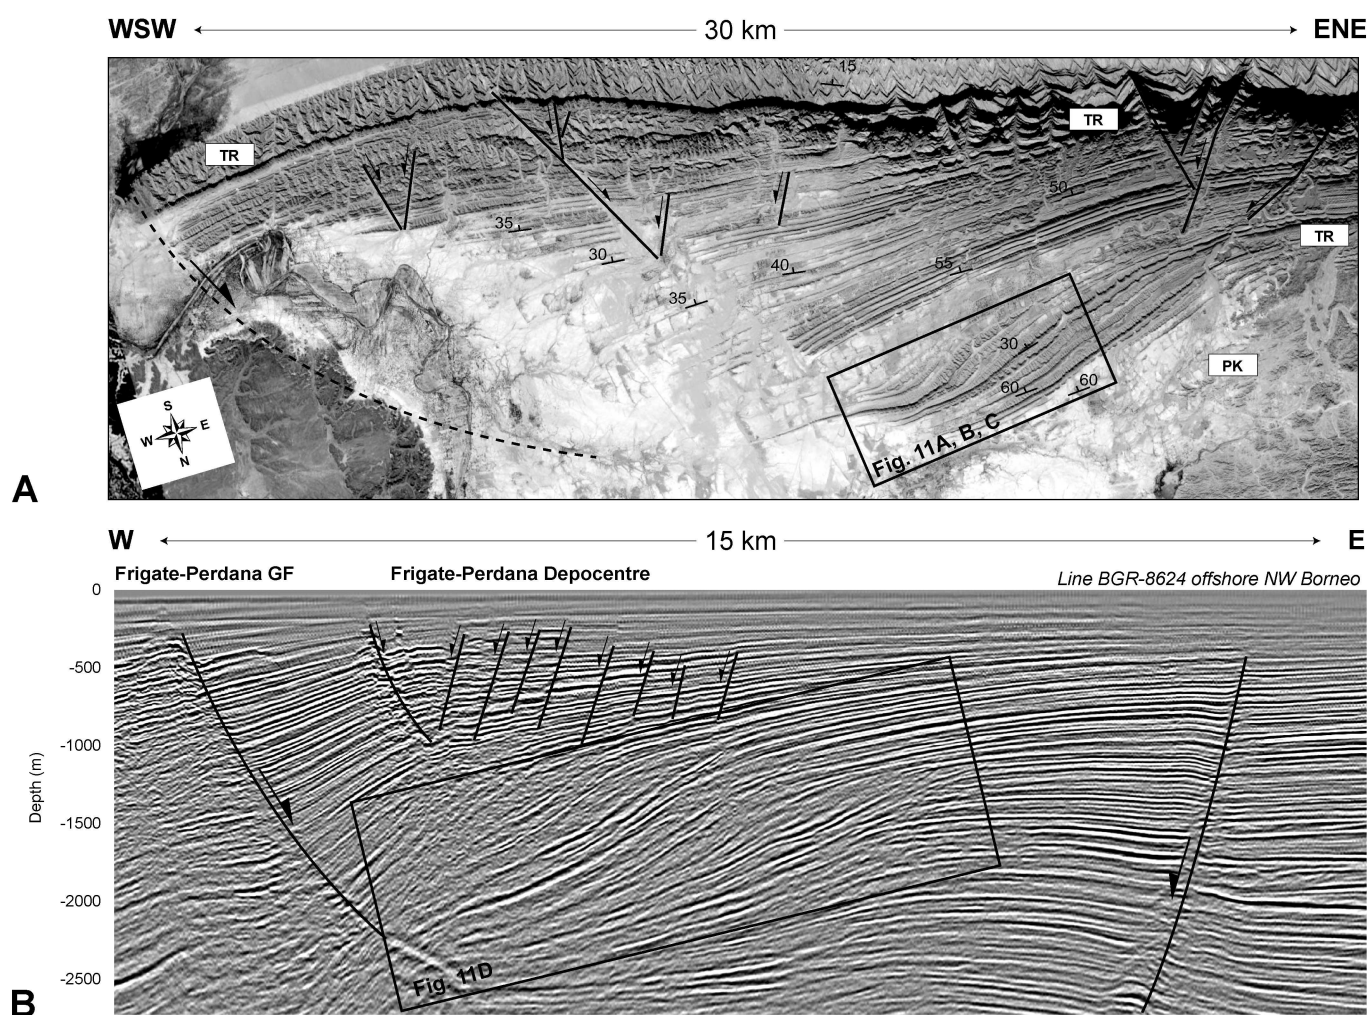 WSW 30 km ENE
15
TR
TR
50
35
30
40
55
TR
35
30
PK
60
60
S
W E
N
Fig. 11A, B, C
A
W 15 km E
Frigate-Perdana GF Frigate-Perdana Depocentre Line BGR-8624 offshore NW Borneo
0
-500
-1000
Depth (m)
-1500
-2000
-2500
Fig. 11D
B